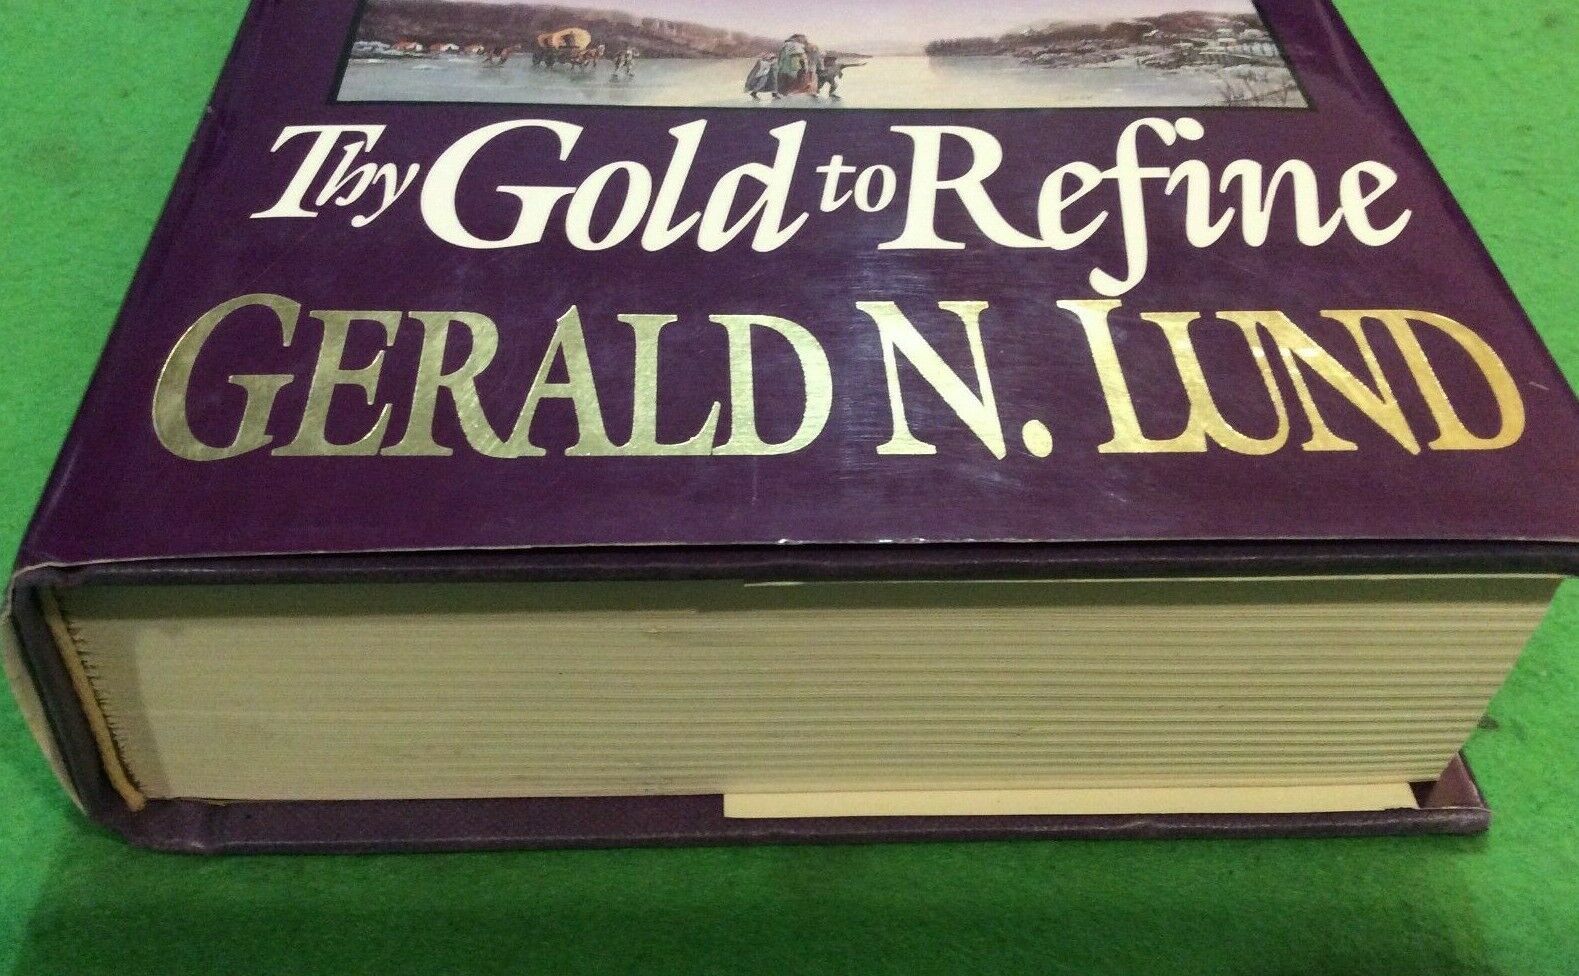 Thy Gold to Refine
GERALD N. LUND